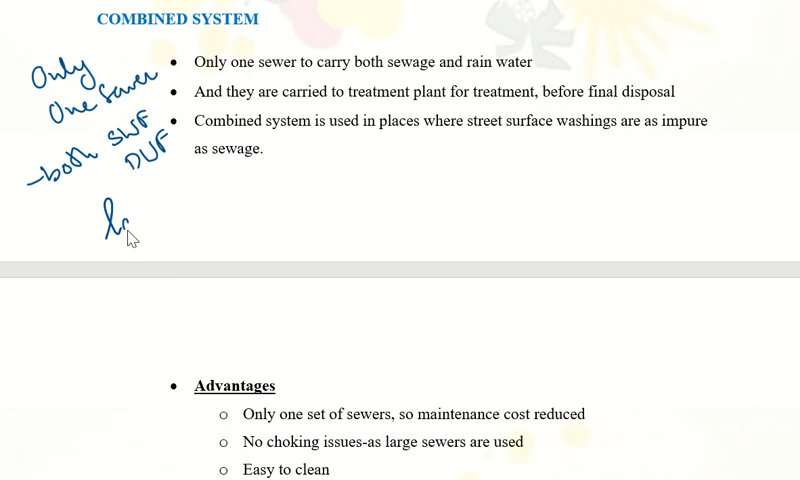 COMBINED SYSTEM
Only one sewer to carry both sewage and rain water
And they are carried to treatment plant for treatment, before final disposal
Combined system is used in places where street surface washings are as impure
as sewage.
Only
One sewer
-both SWF
DWF
Advantages
Only one set of sewers, so maintenance cost reduced
No choking issues-as large sewers are used
Easy to clean